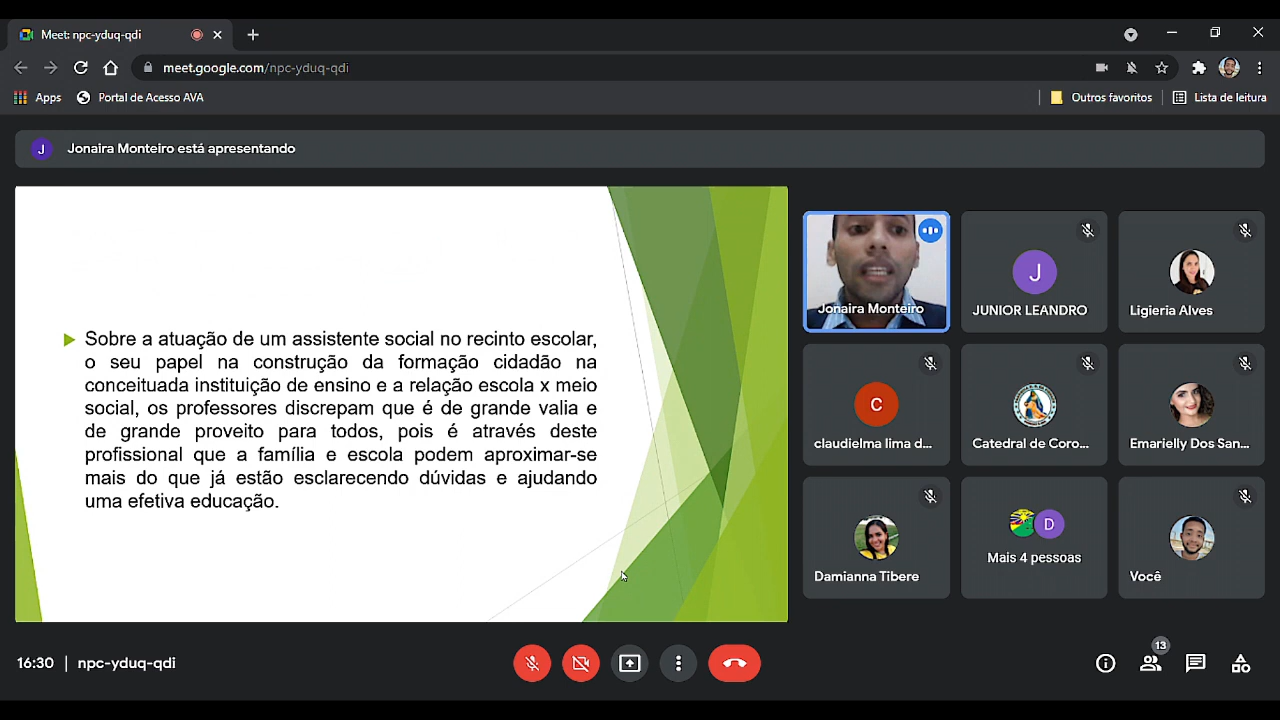 Meet: npc-yduq-qdi
meet.google.com/npc-yduq-qdi
Apps
Portal de Acesso AVA
Outros favoritos
Lista de leitura
J
Jonaira Monteiro está apresentando
Sobre a atuação de um assistente social no recinto escolar,
o seu papel na construção da formação cidadão na
conceituada instituição de ensino e a relação escola x meio
social, os professores discrepam que é de grande valia e
de grande proveito para todos, pois é através deste
profissional que a família e escola podem aproximar-se
mais do que já estão esclarecendo dúvidas e ajudando
uma efetiva educação.
Jonaira Monteiro
J
JUNIOR LEANDRO
Ligieria Alves
C
claudielma lima d...
Catedral de Coro...
Emarielly Dos San...
Damianna Tibere
D
Mais 4 pessoas
Você
16:30 | npc-yduq-qdi
13